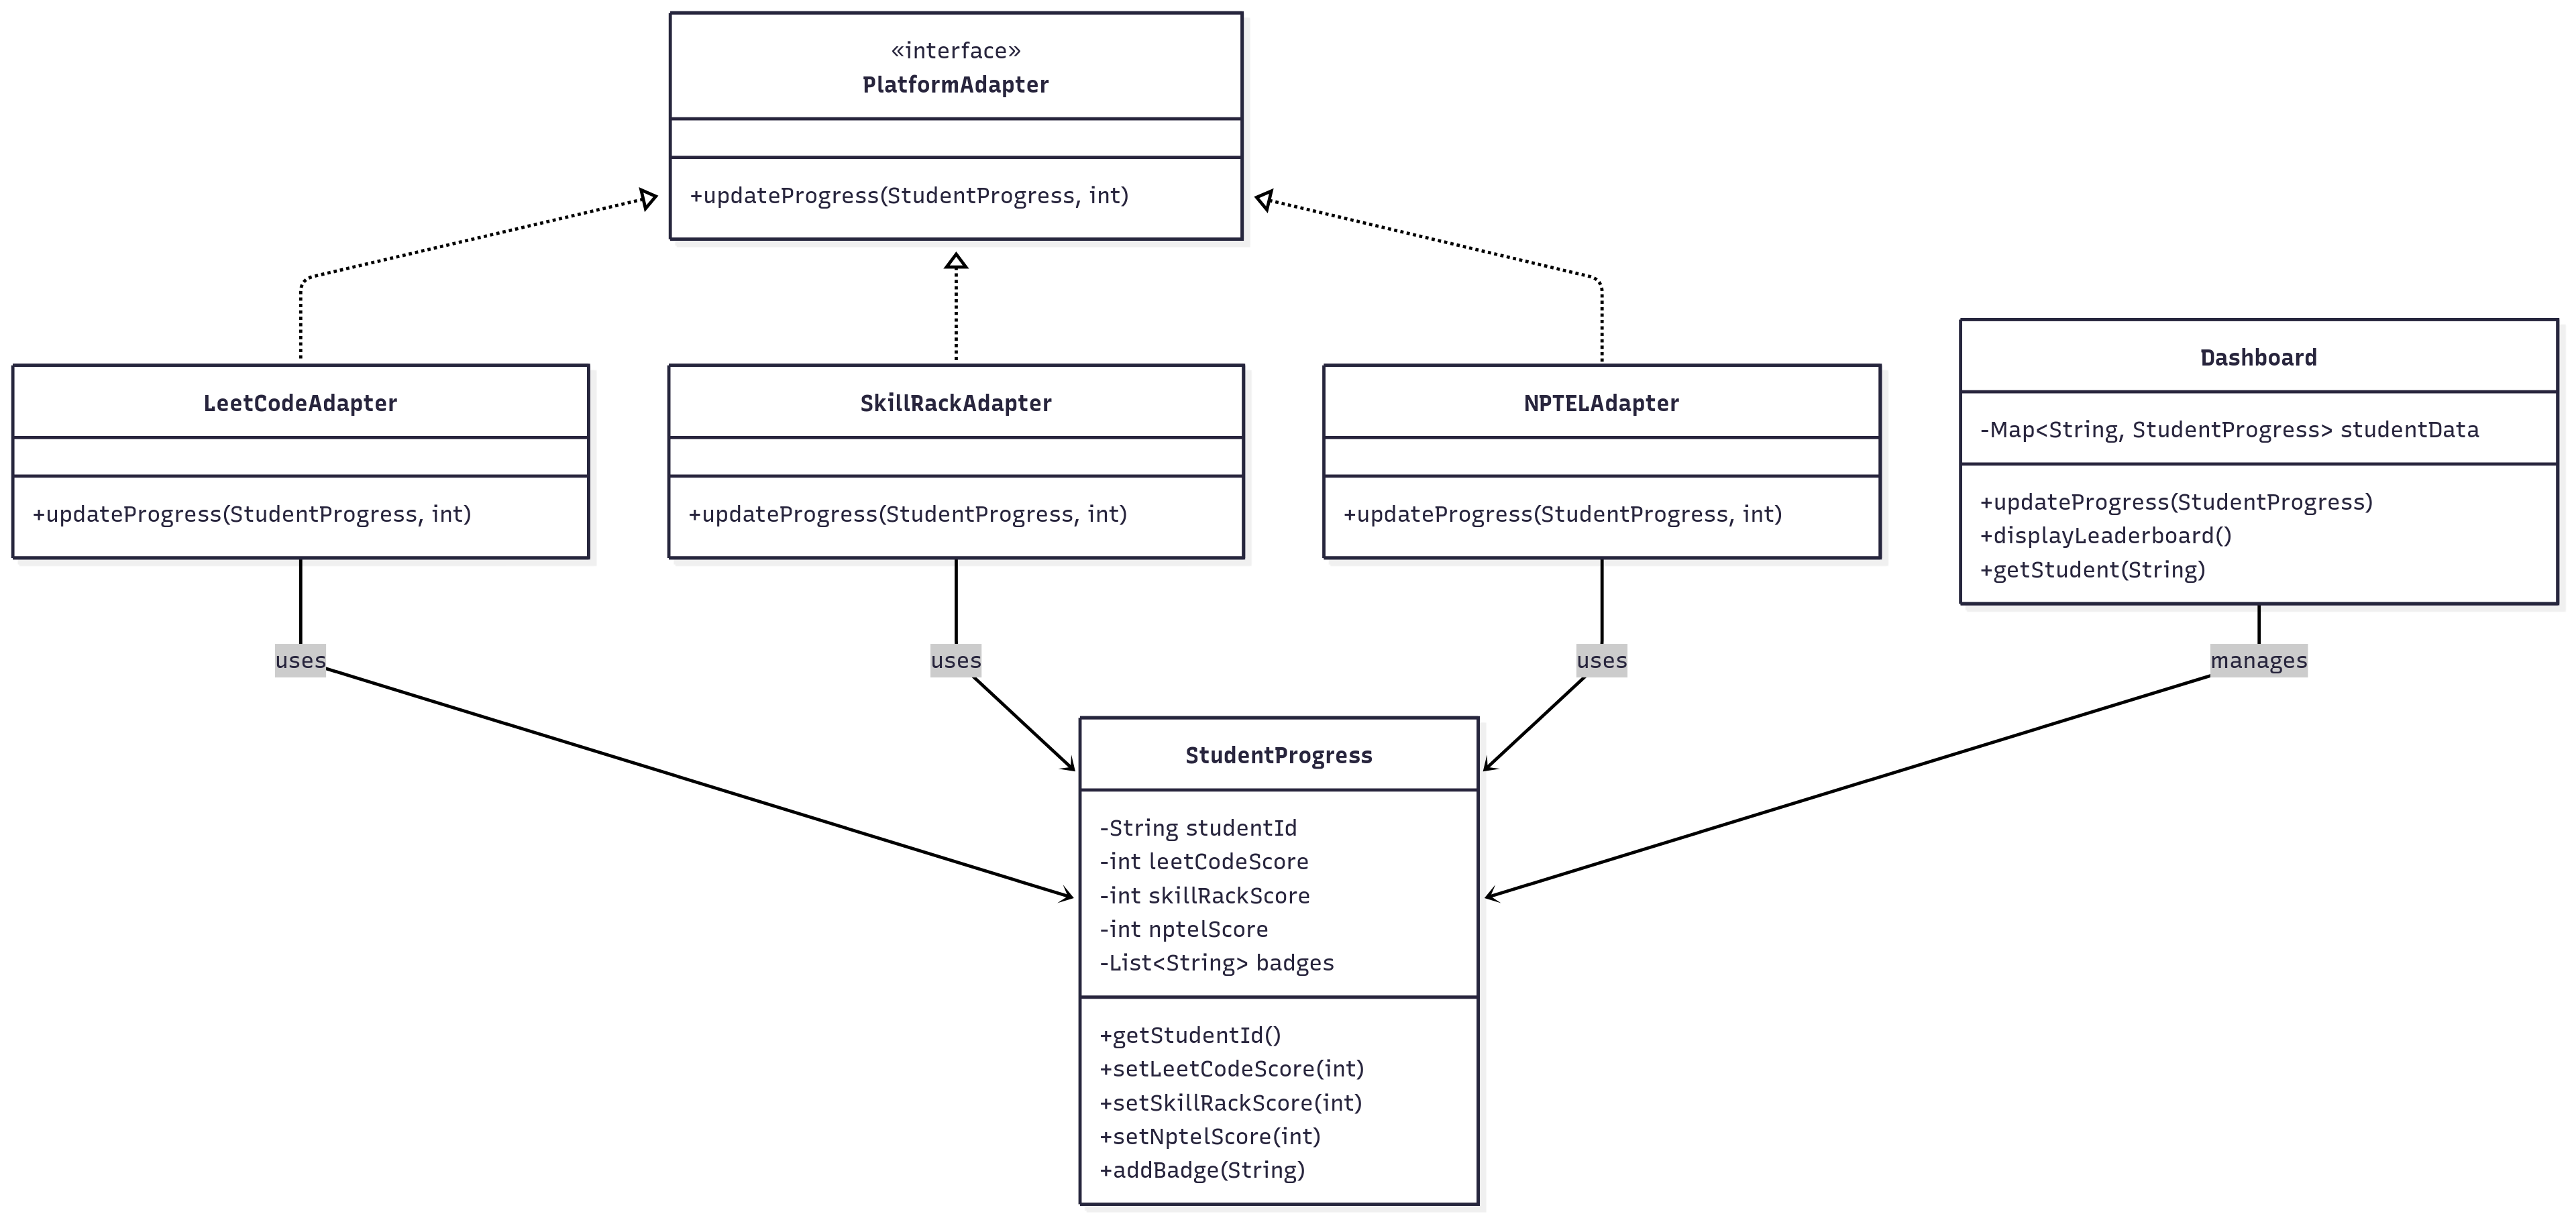 «interface»
PlatformAdapter
+updateProgress(StudentProgress, int)
LeetCodeAdapter
+updateProgress(StudentProgress, int)
SkillRackAdapter
+updateProgress(StudentProgress, int)
NPTELAdapter
+updateProgress(StudentProgress, int)
Dashboard
-Map<String, StudentProgress> studentData
+updateProgress(StudentProgress)
+displayLeaderboard()
+getStudent(String)
uses
uses
uses
manages
StudentProgress
-String studentId
-int leetCodeScore
-int skillRackScore
-int nptelScore
-List<String> badges
+getStudentId()
+setLeetCodeScore(int)
+setSkillRackScore(int)
+setNptelScore(int)
+addBadge(String)